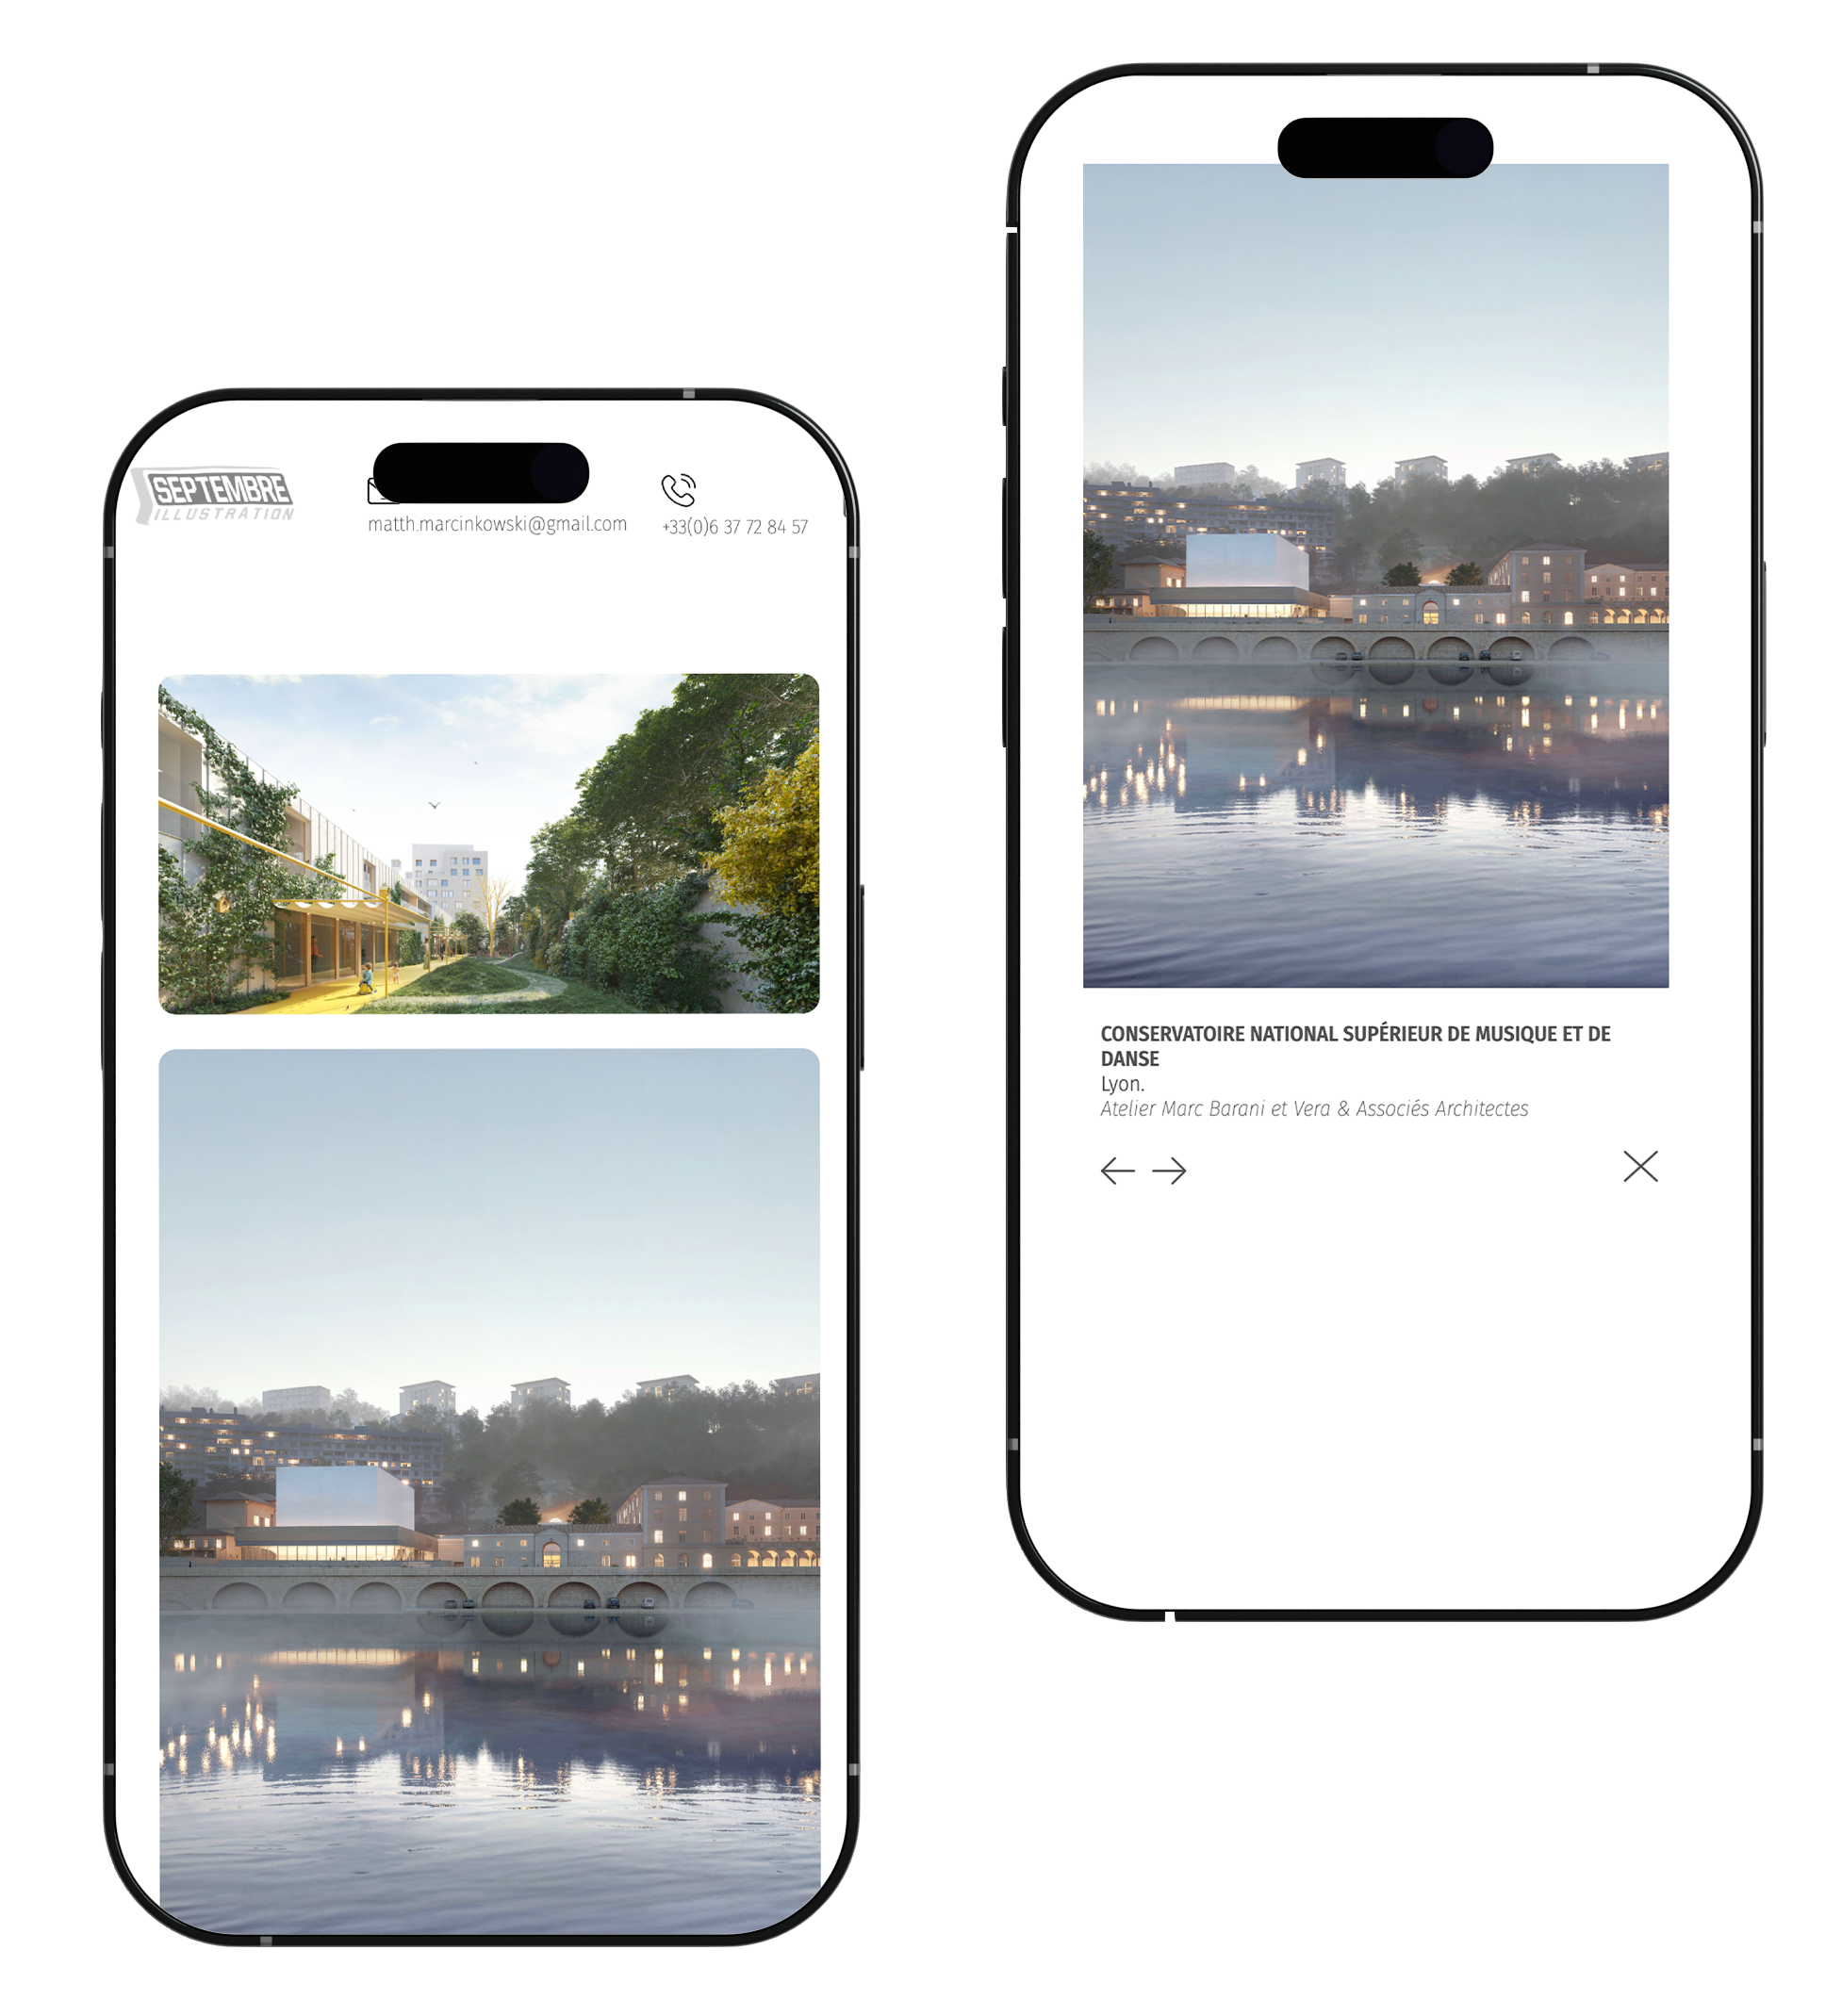 SEPTEMBRE
ILLUSTRATION
matth.marcinkowski@gmail.com
+33(0)6 37 72 84 57
CONSERVATOIRE NATIONAL SUPÉRIEUR DE MUSIQUE ET DE
DANSE
Lyon.
Atelier Marc Barani et Vera & Associés Architectes